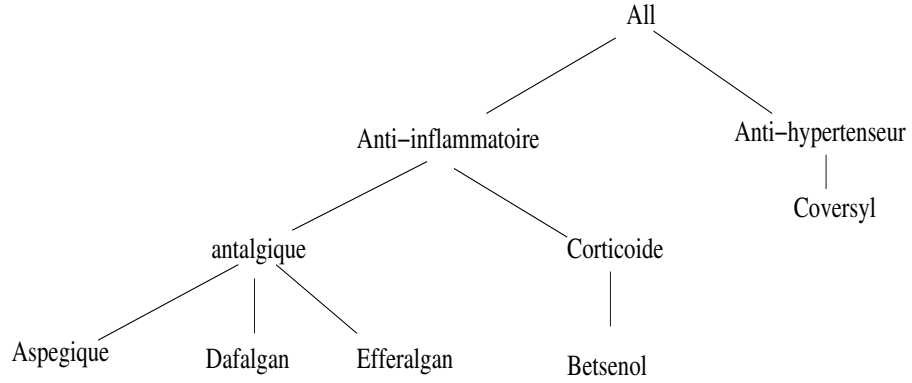 All
Anti-inflammatoire
Anti-hypertenseur
Coversyl
antalgique
Corticoide
Aspegique
Dafalgan
Efferalgan
Betsenol